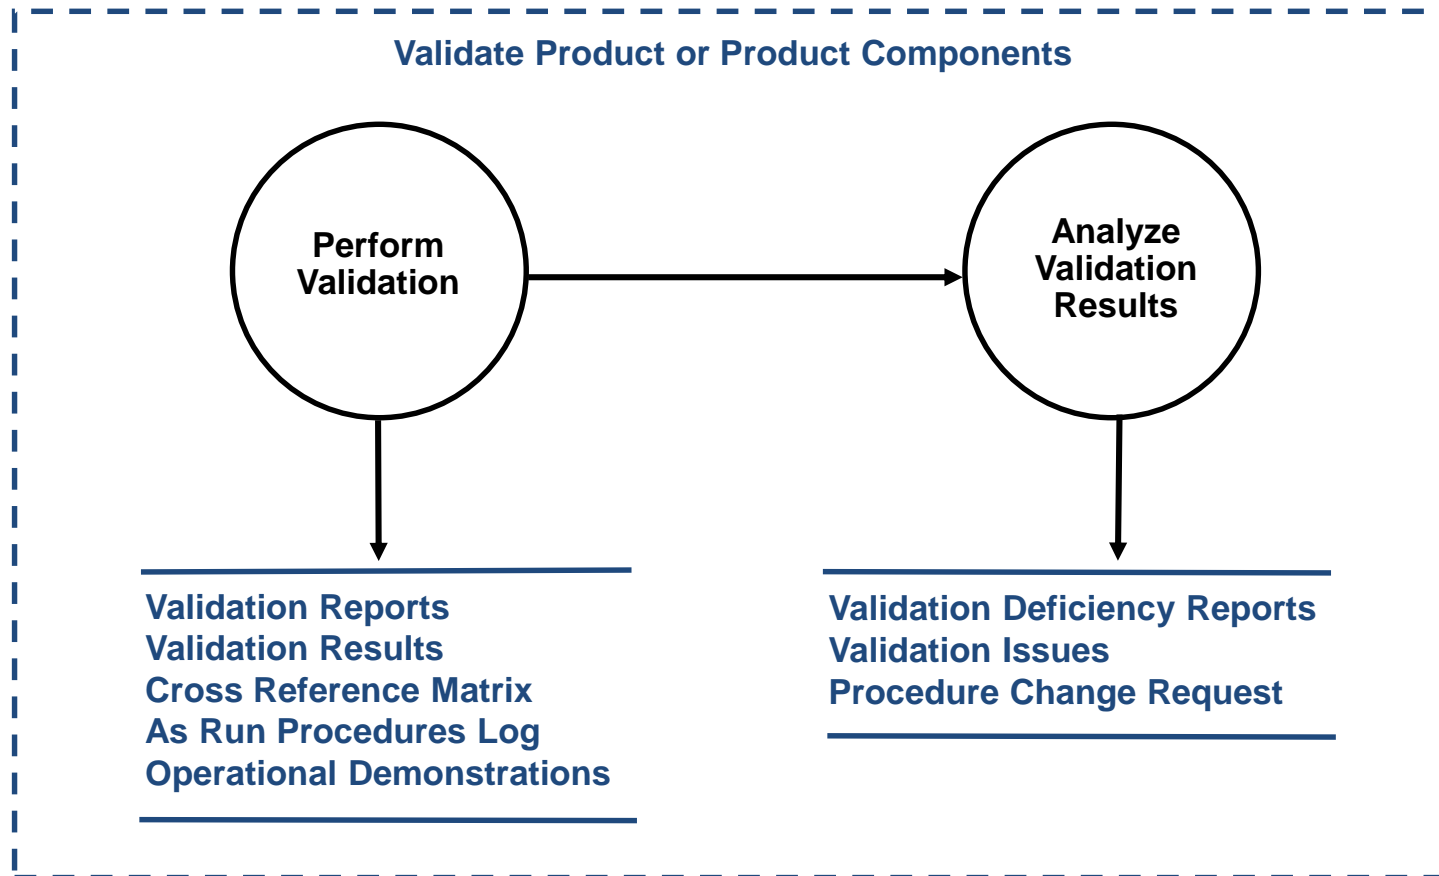 Validate Product or Product Components
Perform
Validation
Analyze
Validation
Results
Validation Reports
Validation Results
Cross Reference Matrix
As Run Procedures Log
Operational Demonstrations
Validation Deficiency Reports
Validation Issues
Procedure Change Request